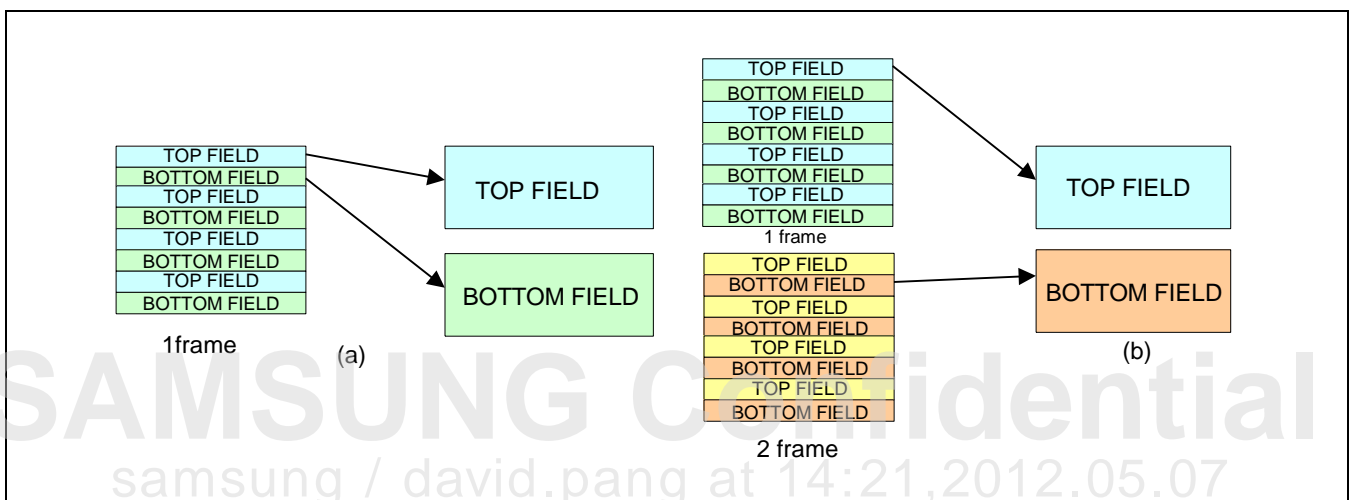 TOP FIELD
BOTTOM FIELD
TOP FIELD
BOTTOM FIELD
TOP FIELD
BOTTOM FIELD
TOP FIELD
BOTTOM FIELD
1frame
(a)
TOP FIELD
BOTTOM FIELD
TOP FIELD
BOTTOM FIELD
TOP FIELD
BOTTOM FIELD
TOP FIELD
BOTTOM FIELD
TOP FIELD
BOTTOM FIELD
1 frame
TOP FIELD
BOTTOM FIELD
TOP FIELD
BOTTOM FIELD
TOP FIELD
BOTTOM FIELD
TOP FIELD
BOTTOM FIELD
2 frame
TOP FIELD
BOTTOM FIELD
(b)
SAMSUNG Confidential
samsung / david.pang at 14:21,2012.05.07